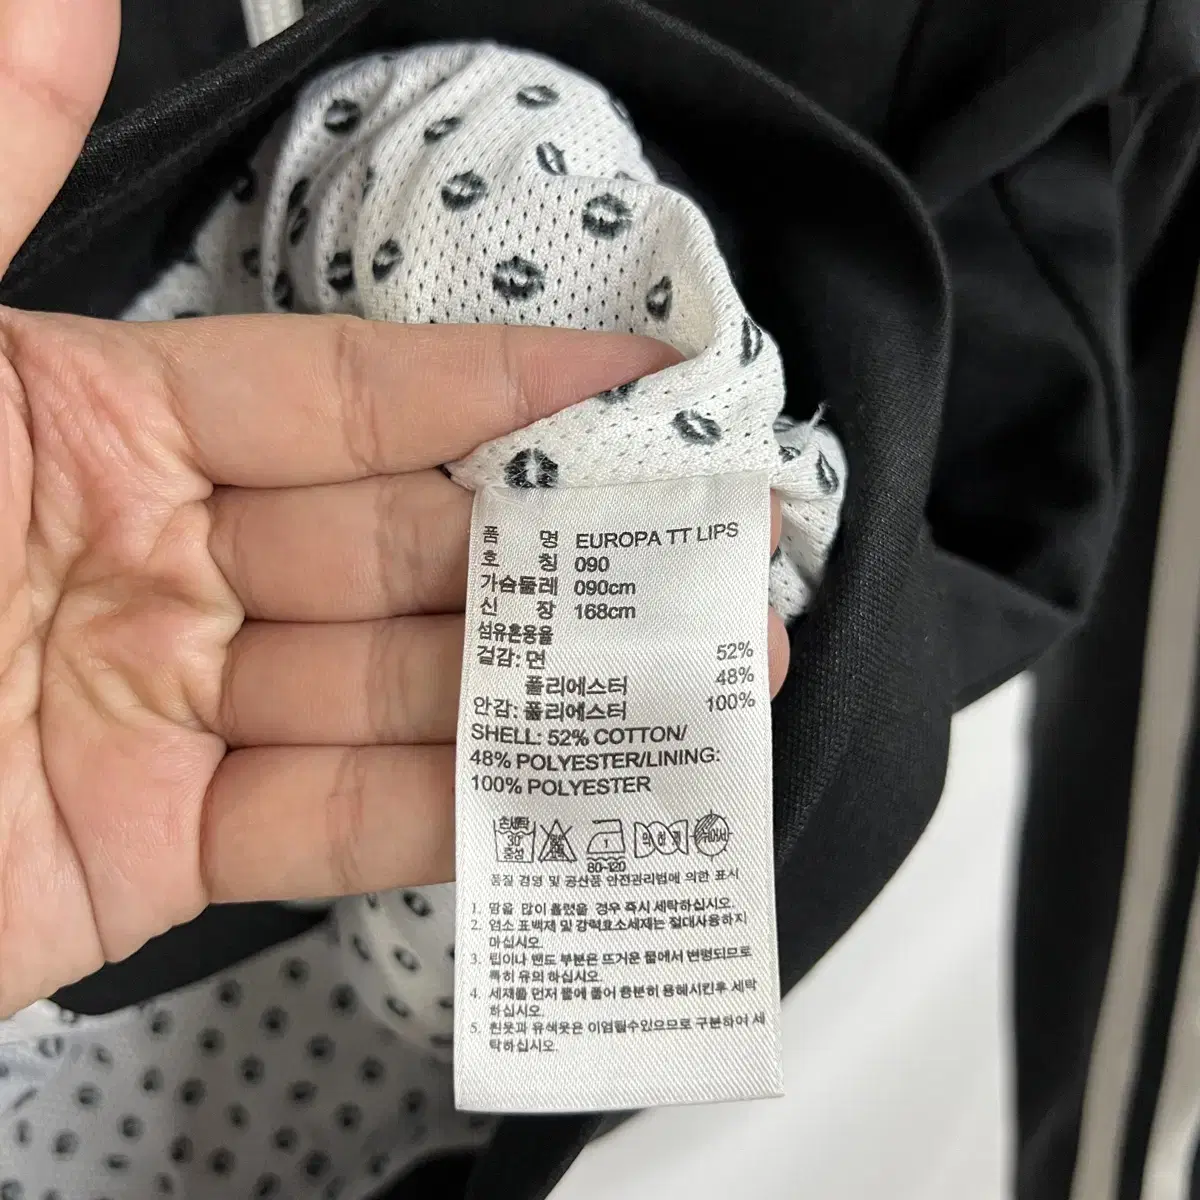 품 명 EUROPA TT LIPS
호 칭 090
가슴둘레 090cm
신 장 168cm
섬유혼용율
겉감: 면 52%
폴리에스터 48%
안감: 폴리에스터 100%
SHELL: 52% COTTON/
48% POLYESTER/LINING:
100% POLYESTER
손세탁
30°
중성
1
80-120
품질 경영 및 공산품 안전관리법에 의한 표시
1. 땀을 많이 흘렸을 경우 즉시 세탁하십시오.
2. 염소 표백제 및 강력효소세제는 절대사용하지
마십시오.
3. 립이나 밴드 부분은 뜨거운 물에서 변형되므로
특히 유의 하십시오.
4. 세재를 먼저 물에 풀어 충분히 용해시킨후 세탁
하십시오.
5. 흰옷과 유색옷은 이염될수있으므로 구분하여 세
탁하십시오.